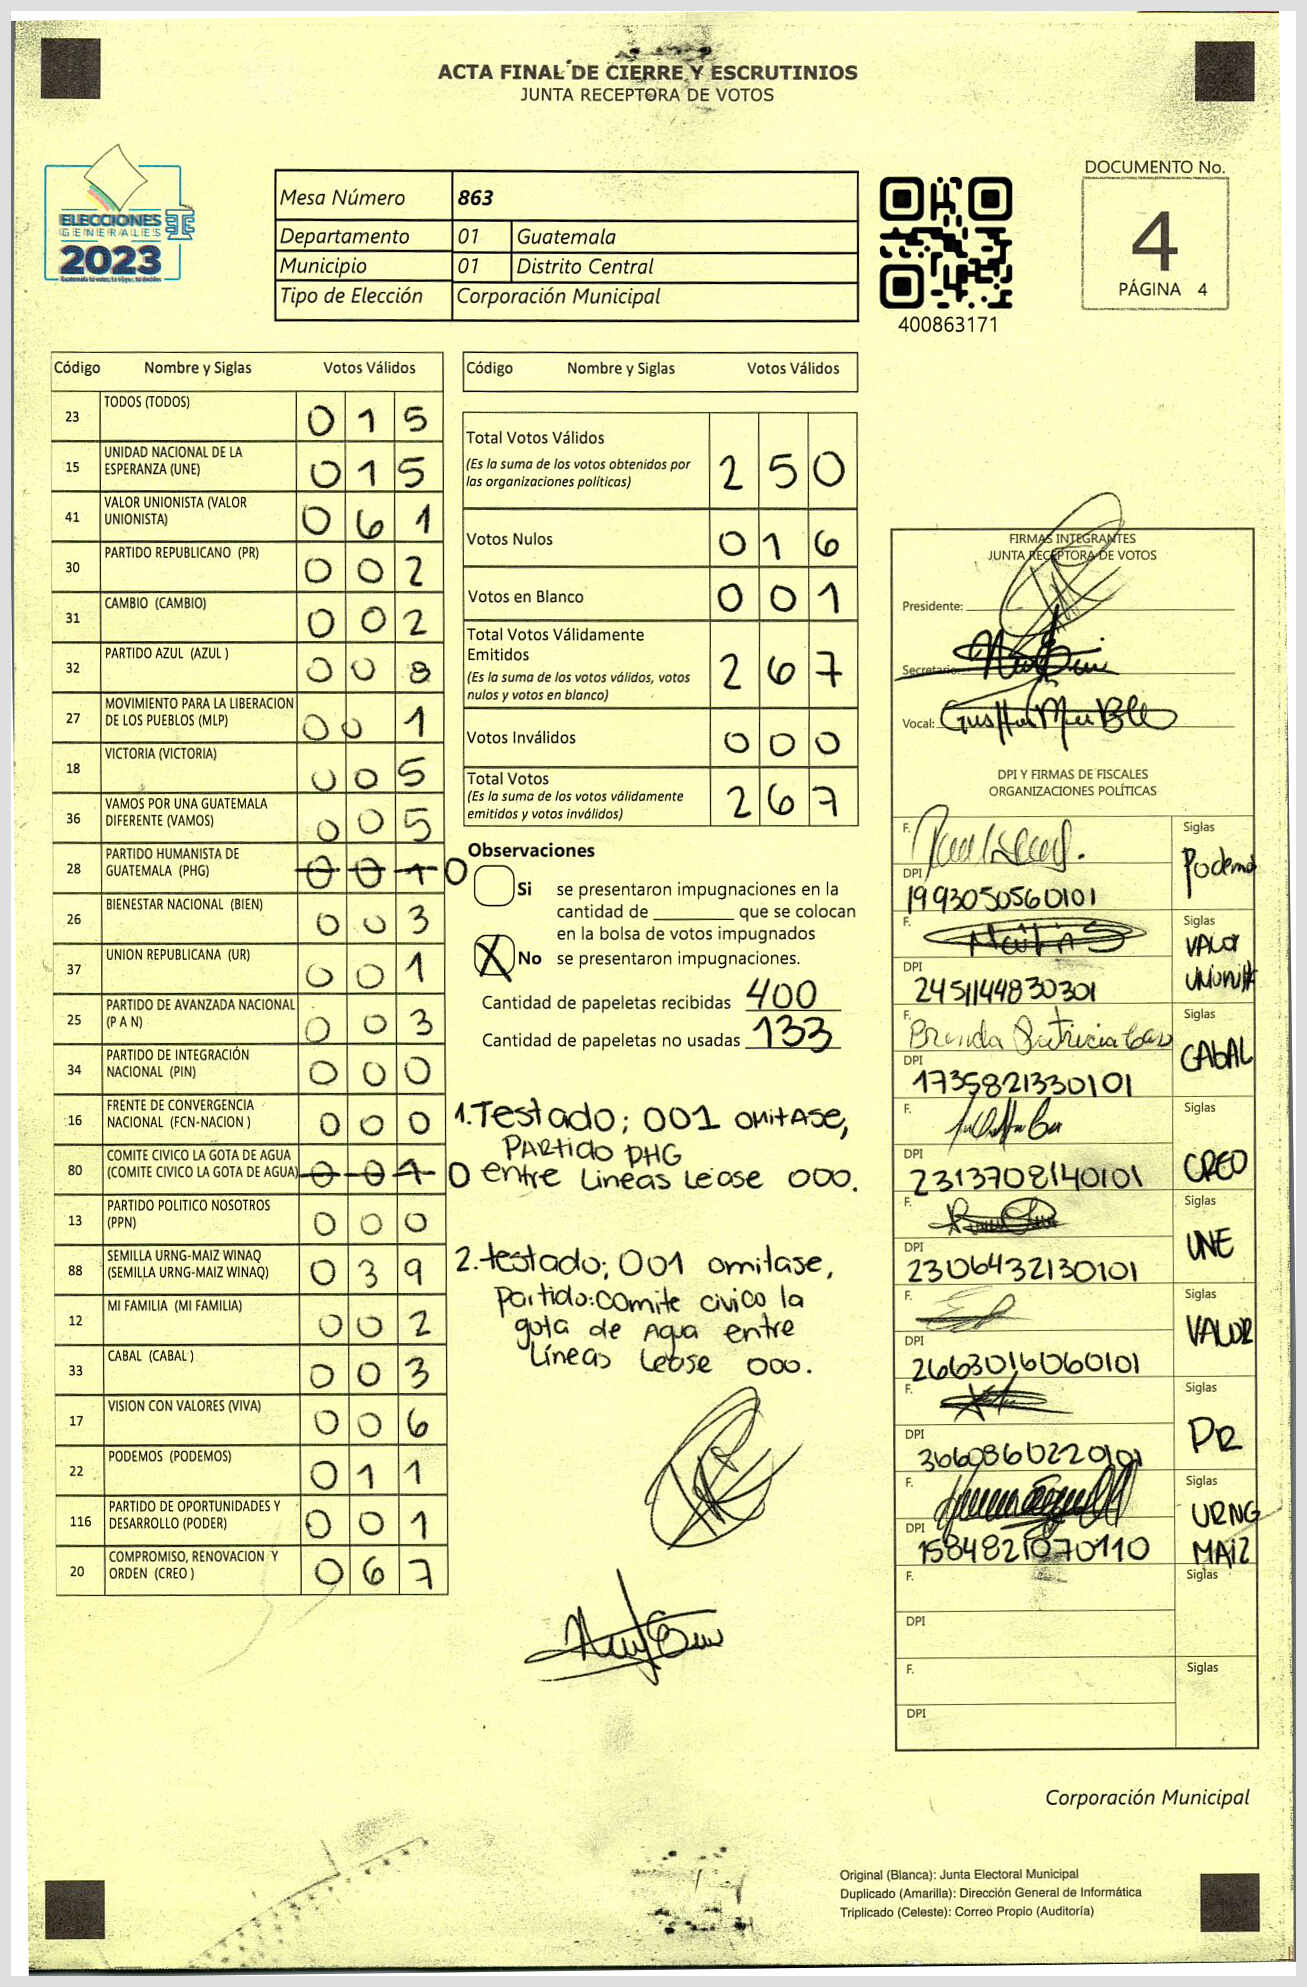 ACTA FINAL DE CIERRE Y ESCRUTINIOS
JUNTA RECEPTORA DE VOTOS
ELECCIONES
GENERALES
2023
Mesa Número 863
Departamento 01 Guatemala
Municipio 01 Distrito Central
Tipo de Elección Corporación Municipal
400863171
DOCUMENTO No.
4
PÁGINA 4
Código Nombre y Siglas Votos Válidos
23 TODOS (TODOS) 0 1 5
15 UNIDAD NACIONAL DE LA ESPERANZA (UNE) 0 1 5
41 VALOR UNIONISTA (VALOR UNIONISTA) 0 6 1
30 PARTIDO REPUBLICANO (PR) 0 0 2
31 CAMBIO (CAMBIO) 0 0 2
32 PARTIDO AZUL (AZUL ) 0 0 8
27 MOVIMIENTO PARA LA LIBERACION DE LOS PUEBLOS (MLP) 0 0 1
18 VICTORIA (VICTORIA) 0 0 5
36 VAMOS POR UNA GUATEMALA DIFERENTE (VAMOS) 0 0 5
28 PARTIDO HUMANISTA DE GUATEMALA (PHG) 0 0 1 0
26 BIENESTAR NACIONAL (BIEN) 0 0 3
37 UNION REPUBLICANA (UR) 0 0 1
25 PARTIDO DE AVANZADA NACIONAL (P A N) 0 0 3
34 PARTIDO DE INTEGRACIÓN NACIONAL (PIN) 0 0 0
16 FRENTE DE CONVERGENCIA NACIONAL (FCN-NACION ) 0 0 0
80 COMITE CIVICO LA GOTA DE AGUA (COMITE CIVICO LA GOTA DE AGUA) 0 0 1 0
13 PARTIDO POLITICO NOSOTROS (PPN) 0 0 0
88 SEMILLA URNG-MAIZ WINAQ (SEMILLA URNG-MAIZ WINAQ) 0 3 9
12 MI FAMILIA (MI FAMILIA) 0 0 2
33 CABAL (CABAL ) 0 0 3
17 VISION CON VALORES (VIVA) 0 0 6
22 PODEMOS (PODEMOS) 0 1 1
116 PARTIDO DE OPORTUNIDADES Y DESARROLLO (PODER) 0 0 1
20 COMPROMISO, RENOVACION Y ORDEN (CREO ) 0 6 7
Código Nombre y Siglas Votos Válidos
Total Votos Válidos 2 5 0
(Es la suma de los votos obtenidos por
las organizaciones políticas)
Votos Nulos 0 1 6
Votos en Blanco 0 0 1
Total Votos Válidamente
Emitidos 2 6 7
(Es la suma de los votos válidos, votos
nulos y votos en blanco)
Votos Inválidos 0 0 0
Total Votos 2 6 7
(Es la suma de los votos válidamente
emitidos y votos inválidos)
Observaciones
Si se presentaron impugnaciones en la
cantidad de ________ que se colocan
en la bolsa de votos impugnados
X No se presentaron impugnaciones.
Cantidad de papeletas recibidas 400
Cantidad de papeletas no usadas 133
1.Testado; 001 omitase,
Partido PHG
entre Lineas Lease 000.
2.testado; 001 omitase,
Partido: comite civico la
gota de Agua entre
Líneas Lease 000.
FIRMAS INTEGRANTES
JUNTA RECEPTORA DE VOTOS
Presidente:
Secretario:
Vocal:
DPI Y FIRMAS DE FISCALES
ORGANIZACIONES POLÍTICAS
F. Siglas
DPI
1993050560101
F. Siglas VALOR
DPI
2451144830301
F. Brenda Patricia Siglas CABAL
DPI
1735821330101
F. Siglas CREO
DPI
2313708140101
F. Siglas UNE
DPI
2306432130101
F. Siglas VALOR
DPI
2663016060101
F. Siglas PR
DPI
3660860220101
F. Siglas URNG MAIZ
DPI
1584821070110
F. Siglas
DPI
F. Siglas
DPI
Corporación Municipal
Original (Blanca): Junta Electoral Municipal
Duplicado (Amarilla): Dirección General de Informática
Triplicado (Celeste): Correo Propio (Auditoría)